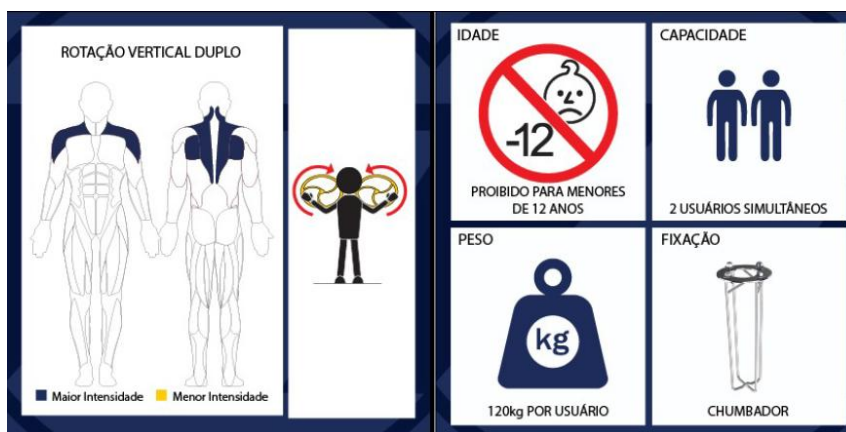 ROTAÇÃO VERTICAL DUPLO
Maior Intensidade
Menor Intensidade
IDADE
-12
PROIBIDO PARA MENORES
DE 12 ANOS
CAPACIDADE
2 USUÁRIOS SIMULTÂNEOS
PESO
kg
120kg POR USUÁRIO
FIXAÇÃO
CHUMBADOR